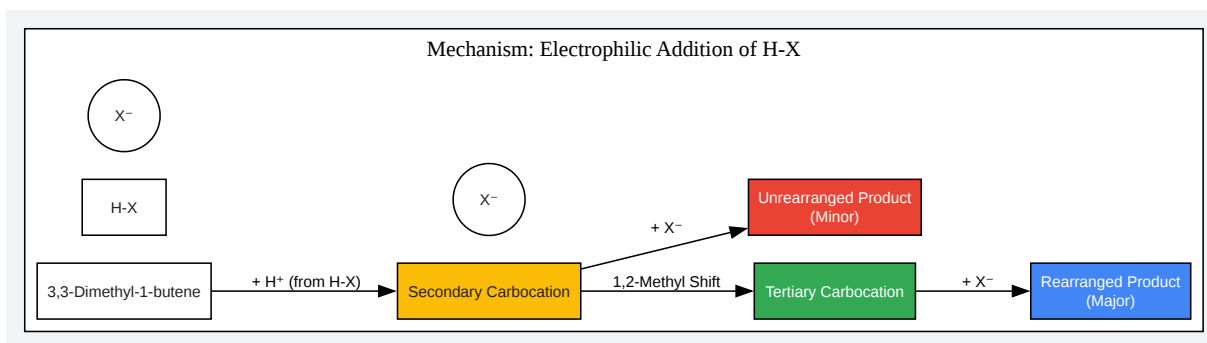 Mechanism: Electrophilic Addition of H-X
X⁻
H-X
X⁻
Unrearranged Product
(Minor)
+ X⁻
3,3-Dimethyl-1-butene
+ H⁺ (from H-X)
Secondary Carbocation
1,2-Methyl Shift
Tertiary Carbocation
+ X⁻
Rearranged Product
(Major)